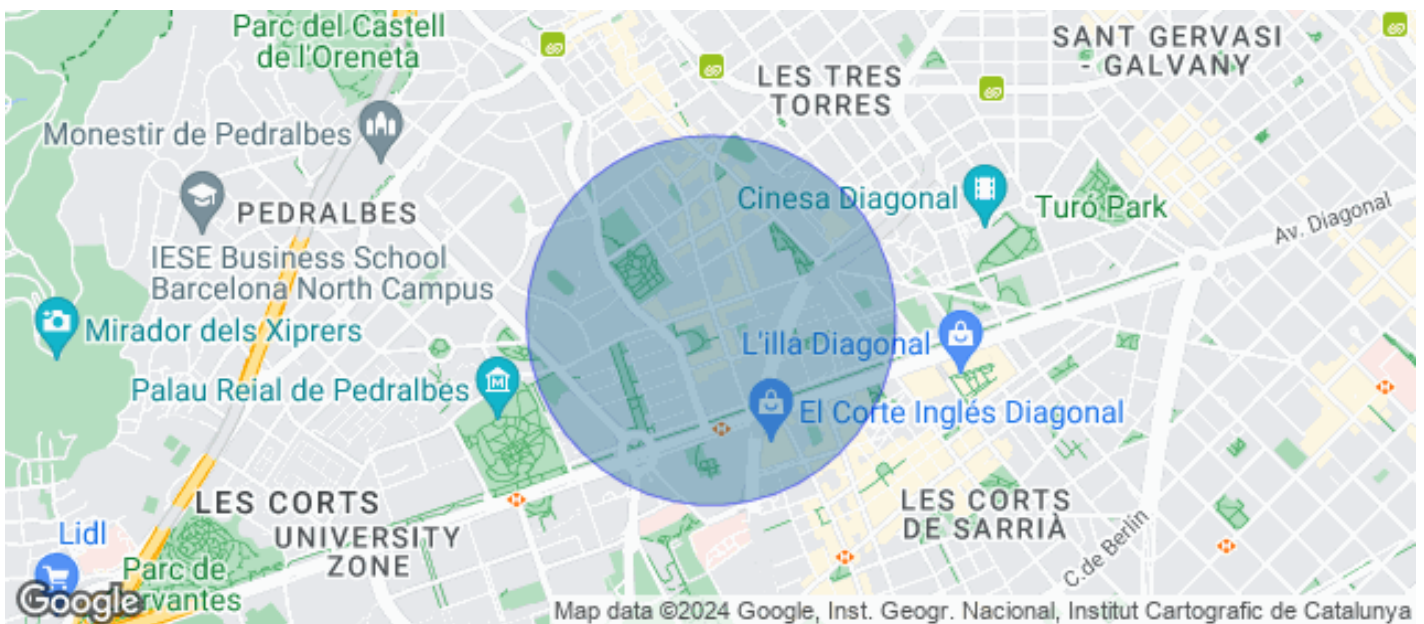 Parc del Castell
de l'Oreneta
SANT GERVASI
- GALVANY
LES TRES
TORRES
Monestir de Pedralbes
PEDRALBES
Cinesa Diagonal
Turó Park
Av. Diagonal
IESE Business School
Barcelona North Campus
Mirador dels Xiprers
L'illa Diagonal
Palau Reial de Pedralbes
El Corte Inglés Diagonal
LES CORTS
UNIVERSITY
ZONE
LES CORTS
DE SARRIÀ
C.de Berlín
Lidl
Parc de
Google
Map data ©2024 Google, Inst. Geogr. Nacional, Institut Cartografic de Catalunya